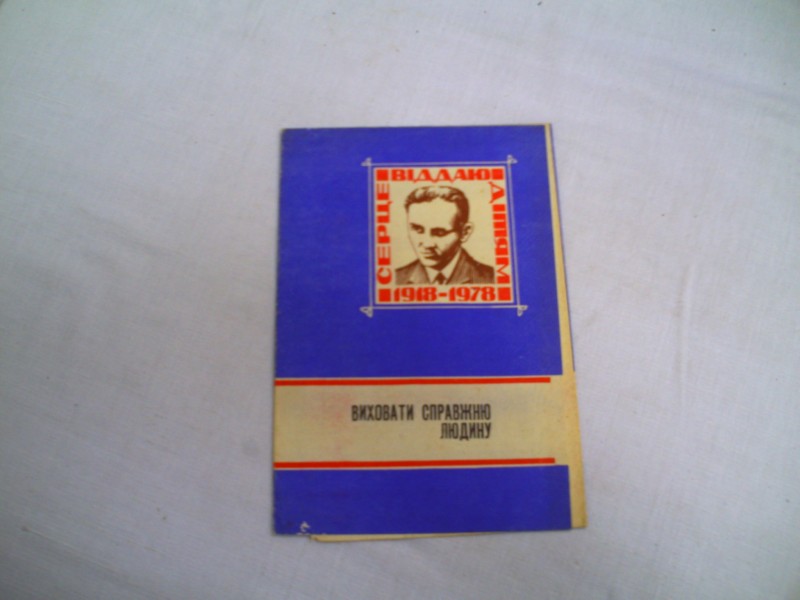 СЕРЦЕ ВІДДАЮ ДІТЯМ
1918-1978
ВИХОВАТИ СПРАВЖНЮ
ЛЮДИНУ